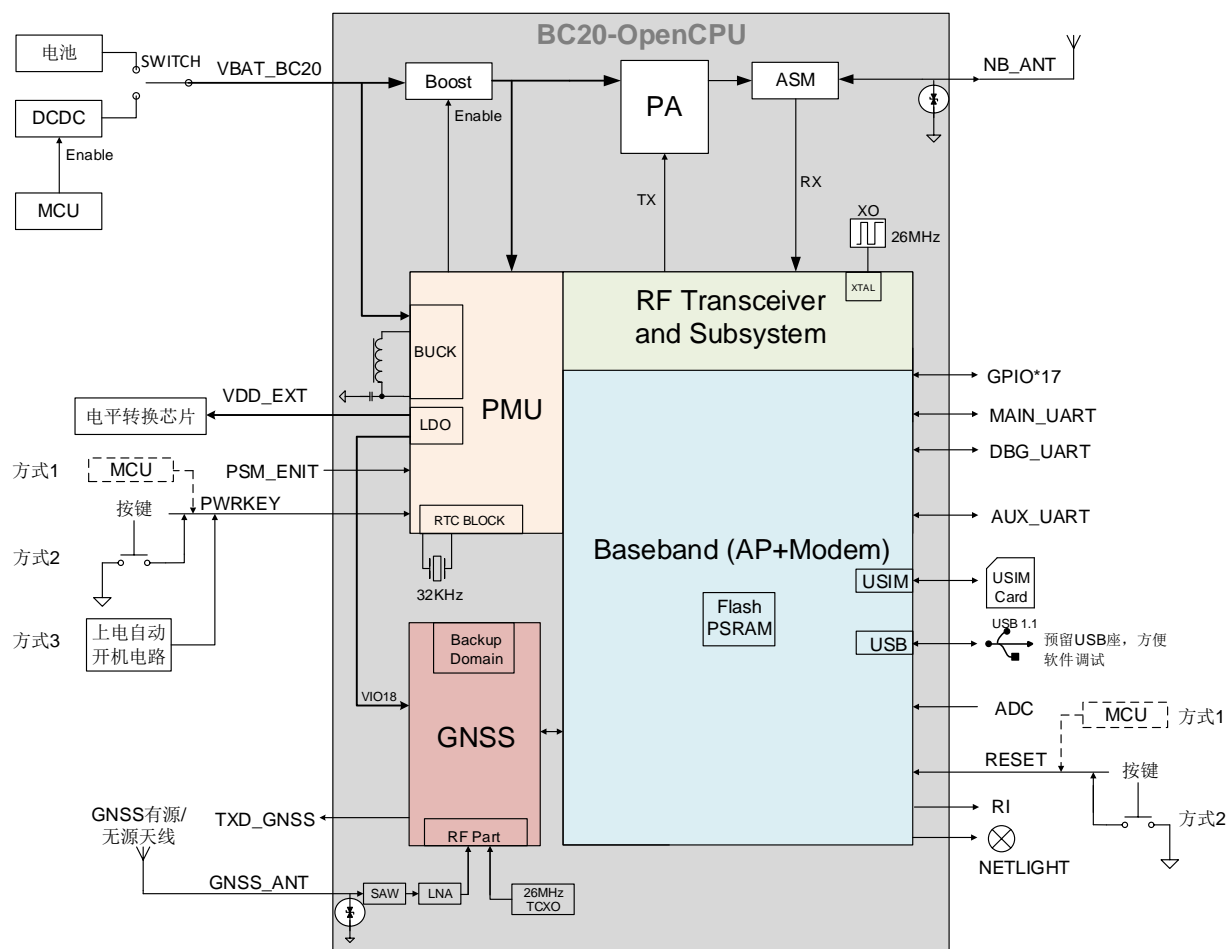 BC20-OpenCPU
电池
SWITCH
VBAT_BC20
Boost
PA
ASM
NB_ANT
DCDC
Enable
Enable
MCU
TX
RX
XO
26MHz
XTAL
RF Transceiver
and Subsystem
BUCK
PMU
GPIO*17
VDD_EXT
电平转换芯片
LDO
MAIN_UART
DBG_UART
方式1
MCU
PSM_ENIT
PWRKEY
按键
RTC BLOCK
AUX_UART
方式2
32KHz
Baseband (AP+Modem)
USIM
USIM
Card
Flash
PSRAM
方式3
上电自动
开机电路
Backup
Domain
USB
USB 1.1
预留USB座，方便
软件调试
VIO18
GNSS
ADC
MCU
方式1
RESET
按键
GNSS有源/
无源天线
TXD_GNSS
RF Part
RI
方式2
NETLIGHT
GNSS_ANT
SAW
LNA
26MHz
TCXO